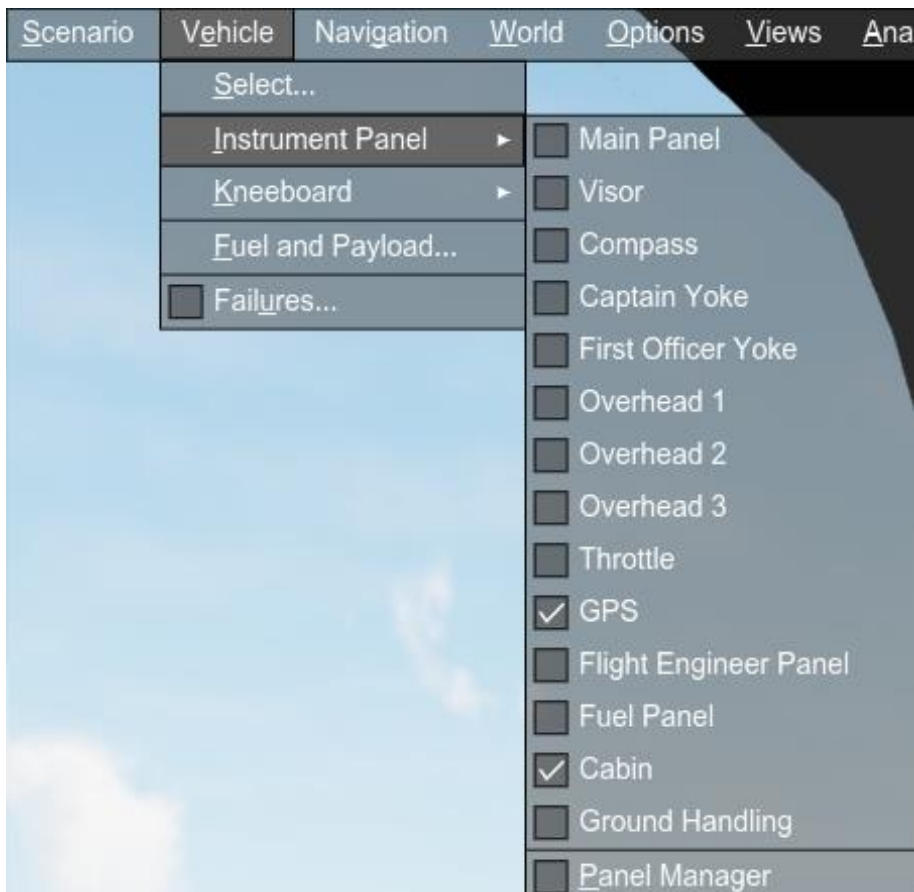 Scenario Vehicle Navigation World Options Views Ana
Select...
Instrument Panel
Kneeboard
Fuel and Payload...
Failures...
Main Panel
Visor
Compass
Captain Yoke
First Officer Yoke
Overhead 1
Overhead 2
Overhead 3
Throttle
GPS
Flight Engineer Panel
Fuel Panel
Cabin
Ground Handling
Panel Manager